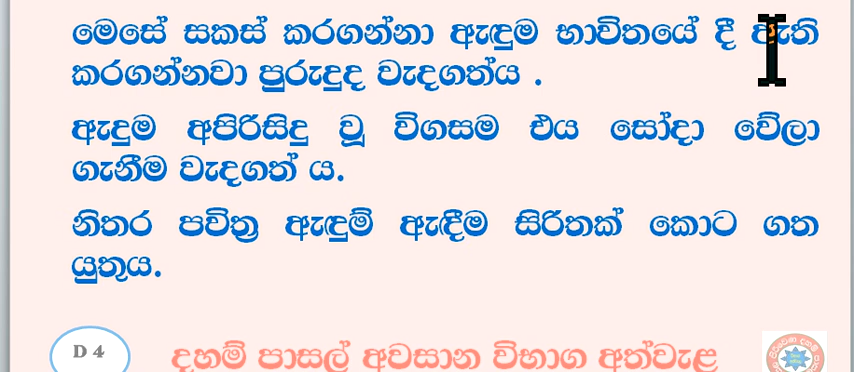 මෙසේ සකස් කරගන්නා ඇඳුම භාවිතයේ දී ඇති
කරගන්නවා පුරුදුද වැදගත්ය .
ඇදුම අපිරිසිදු වූ විගසම එය සෝදා වේලා
ගැනීම වැදගත් ය.
නිතර පවිත්‍ර ඇඳුම් ඇඳීම සිරිතක් කොට ගත
යුතුය.
D 4
දහම් පාසල් අවසාන විභාග අත්වැළ